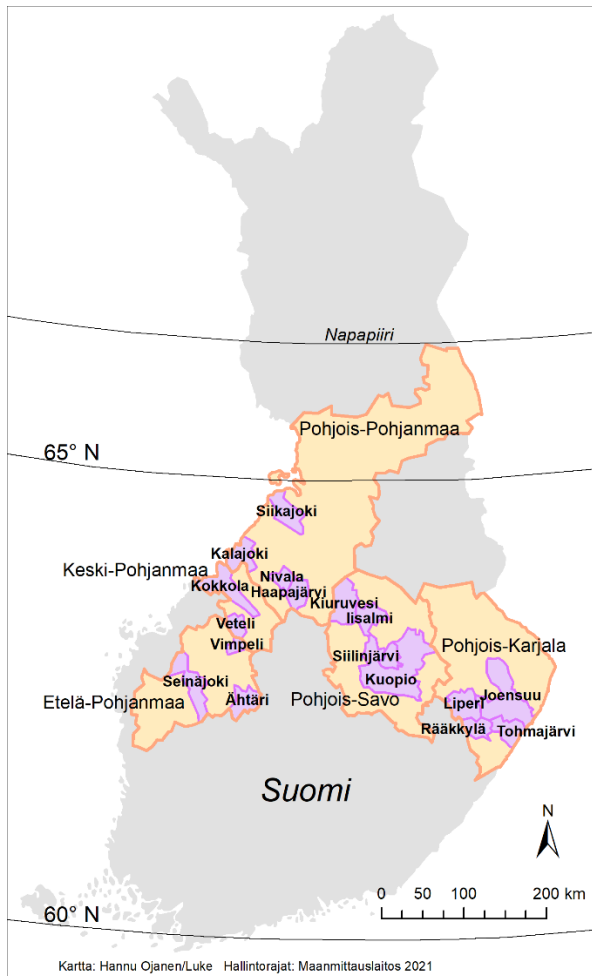 Napapiiri
Pohjois-Pohjanmaa
65° N
Siikajoki
Kalajoki
Keski-Pohjanmaa
Nivala
Kokkola
Haapajärvi
Kiuruvesi
Iisalmi
Veteli
Vimpeli
Pohjois-Karjala
Siilinjärvi
Seinäjoki
Kuopio
Joensuu
Etelä-Pohjanmaa
Ähtäri
Pohjois-Savo
Liperi
Rääkkylä
Tohmajärvi
Suomi
N
0 50 100 200 km
60° N
Kartta: Hannu Ojanen/Luke Hallintorajat: Maanmittauslaitos 2021